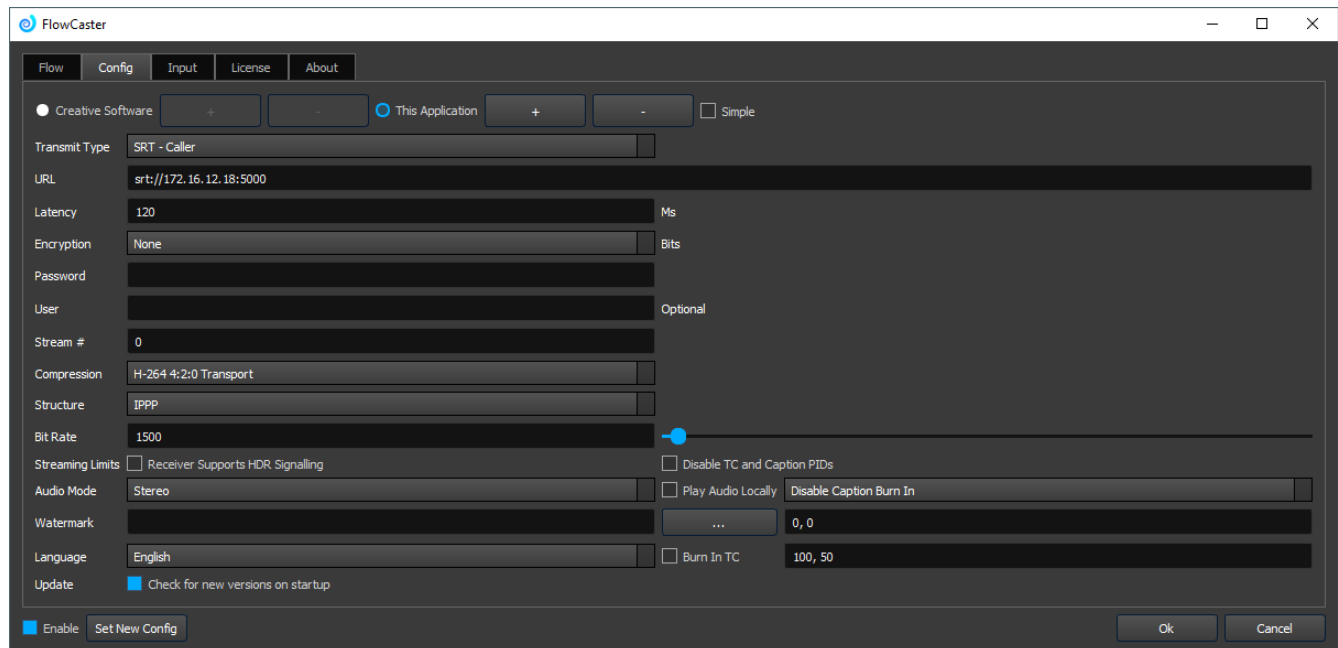 FlowCaster
Flow Config Input License About
Creative Software + - This Application + - Simple
Transmit Type SRT - Caller
URL srt://172.16.12.18:5000
Latency 120 Ms
Encryption None Bits
Password
User Optional
Stream # 0
Compression H-264 4:2:0 Transport
Structure IPPP
Bit Rate 1500
Streaming Limits Receiver Supports HDR Signalling Disable TC and Caption PIDs
Audio Mode Stereo Play Audio Locally Disable Caption Burn In
Watermark ... 0, 0
Language English Burn In TC 100, 50
Update Check for new versions on startup
Enable Set New Config Ok Cancel